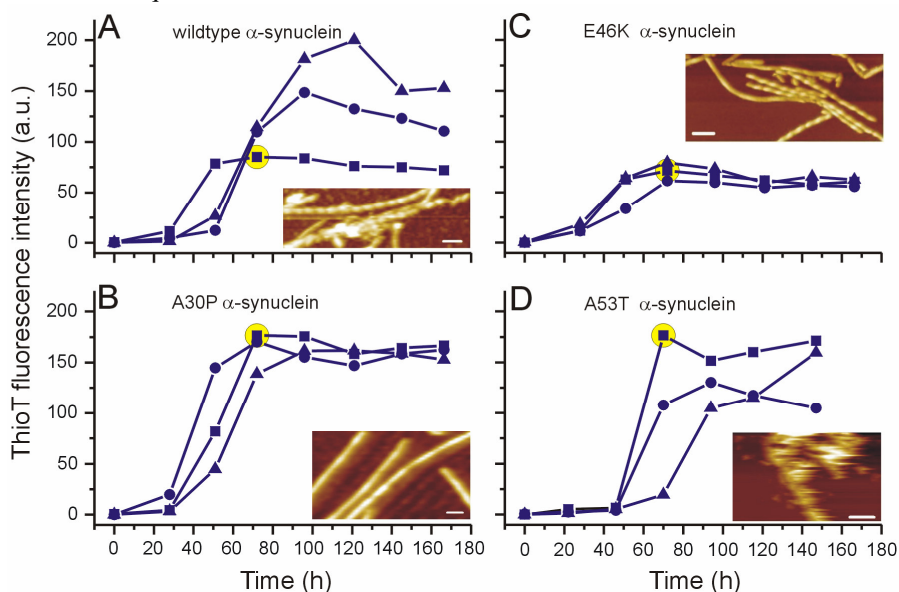 A
wildtype α-synuclein
C
E46K α-synuclein
200
150
100
50
0
B
A30P α-synuclein
D
A53T α-synuclein
200
150
100
50
0
ThioT fluorescence intensity (a.u.)
0 20 40 60 80 100 120 140 160
0 20 40 60 80 100 120 140 160 180
Time (h)
Time (h)